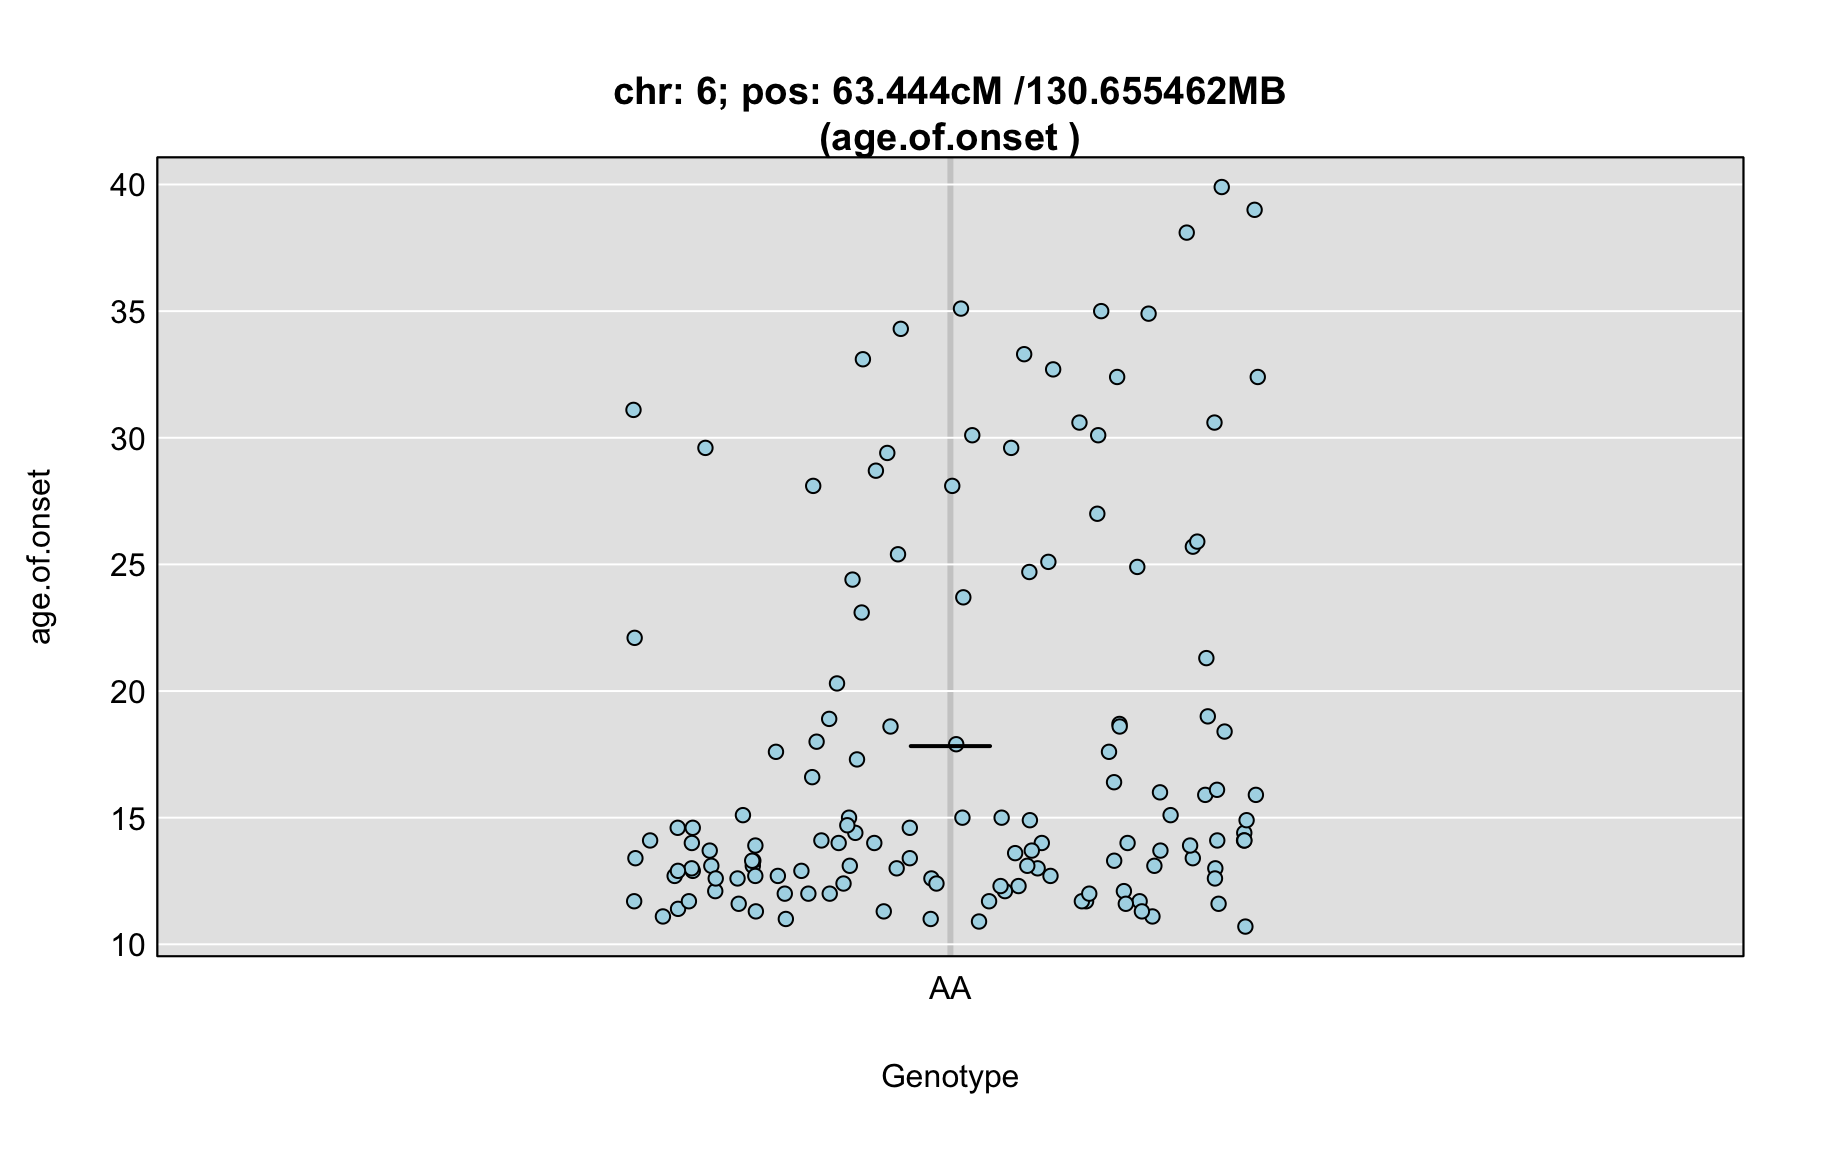 chr: 6; pos: 63.444cM /130.655462MB
(age.of.onset )
40
35
30
25
20
15
10
age.of.onset
AA
Genotype